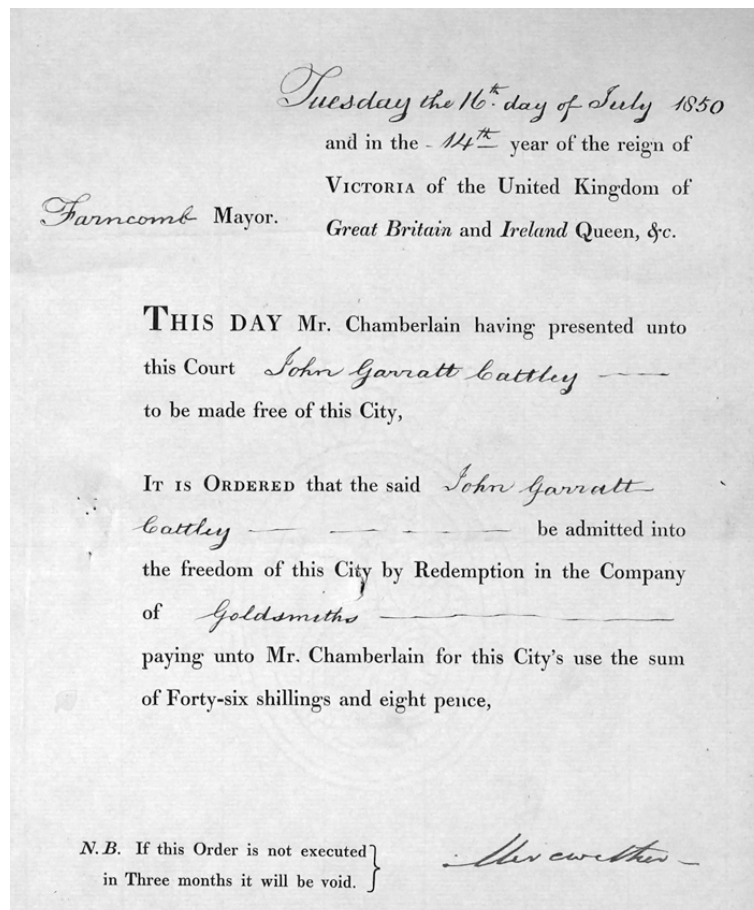 Tuesday the 16th. day of July 1850
and in the - 14th year of the reign of
VICTORIA of the United Kingdom of
Farncomb Mayor.
Great Britain and Ireland Queen, &c.
THIS DAY Mr. Chamberlain having presented unto
this Court John Garratt Cattley —
to be made free of this City,
IT IS ORDERED that the said John Garratt
Cattley — — - - — be admitted into
the freedom of this City by Redemption in the Company
of Goldsmiths — — — —
paying unto Mr. Chamberlain for this City's use the sum
of Forty-six shillings and eight pence,
N.B. If this Order is not executed
in Three months it will be void.
Merewether